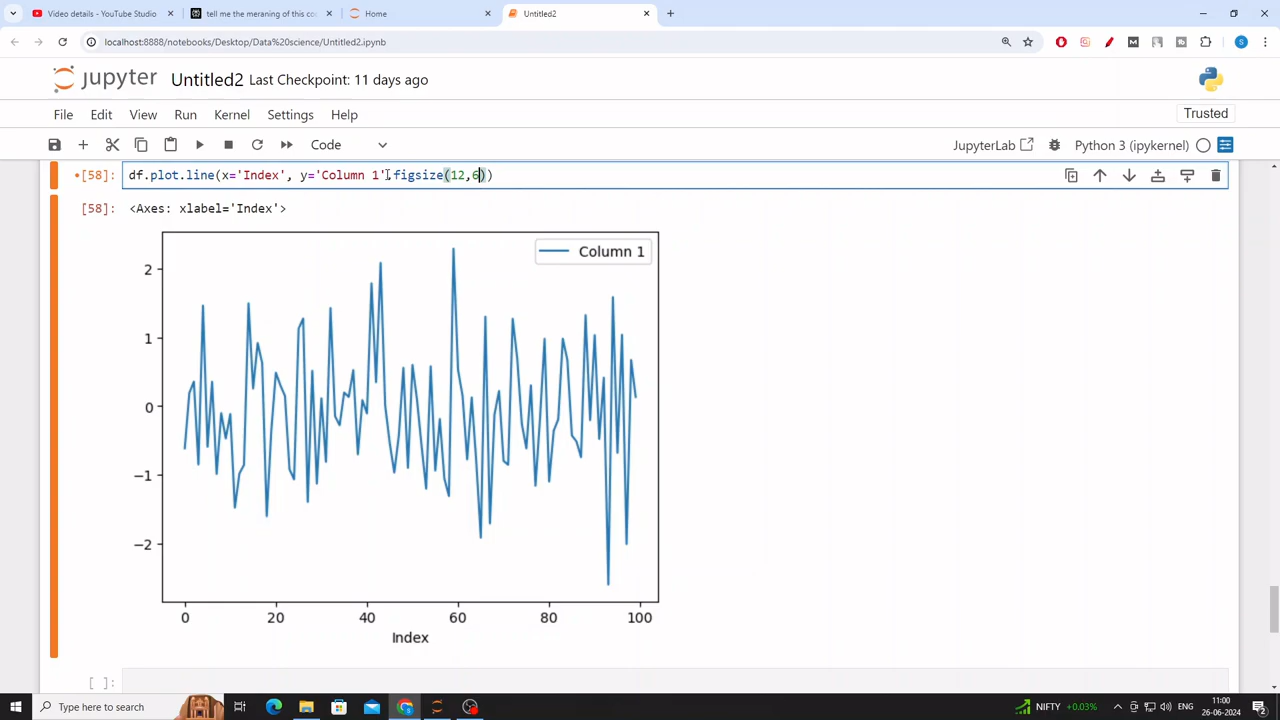 Video details - YouTube Studio
tell me the meraning of this co
Home
Untitled2
localhost:8888/notebooks/Desktop/Data%20science/Untitled2.ipynb
S
jupyter Untitled2 Last Checkpoint: 11 days ago
File Edit View Run Kernel Settings Help
Trusted
Code
JupyterLab
Python 3 (ipykernel)
[58]: df.plot.line(x='Index', y='Column 1'.figsize(12,6))
[58]: <Axes: xlabel='Index'>
Column 1
2
1
0
−1
−2
0 20 40 60 80 100
Index
[ ]:
Type here to search
NIFTY +0.03%
ENG
11:00
26-06-2024
2